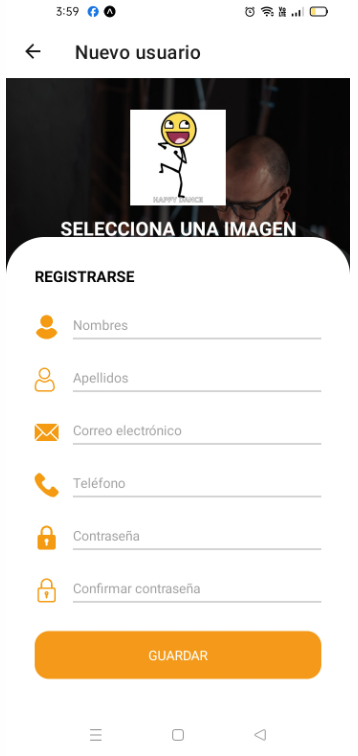 3:59
Nuevo usuario
HAPPY DANCE
SELECCIONA UNA IMAGEN
REGISTRARSE
Nombres
Apellidos
Correo electrónico
Teléfono
Contraseña
Confirmar contraseña
GUARDAR